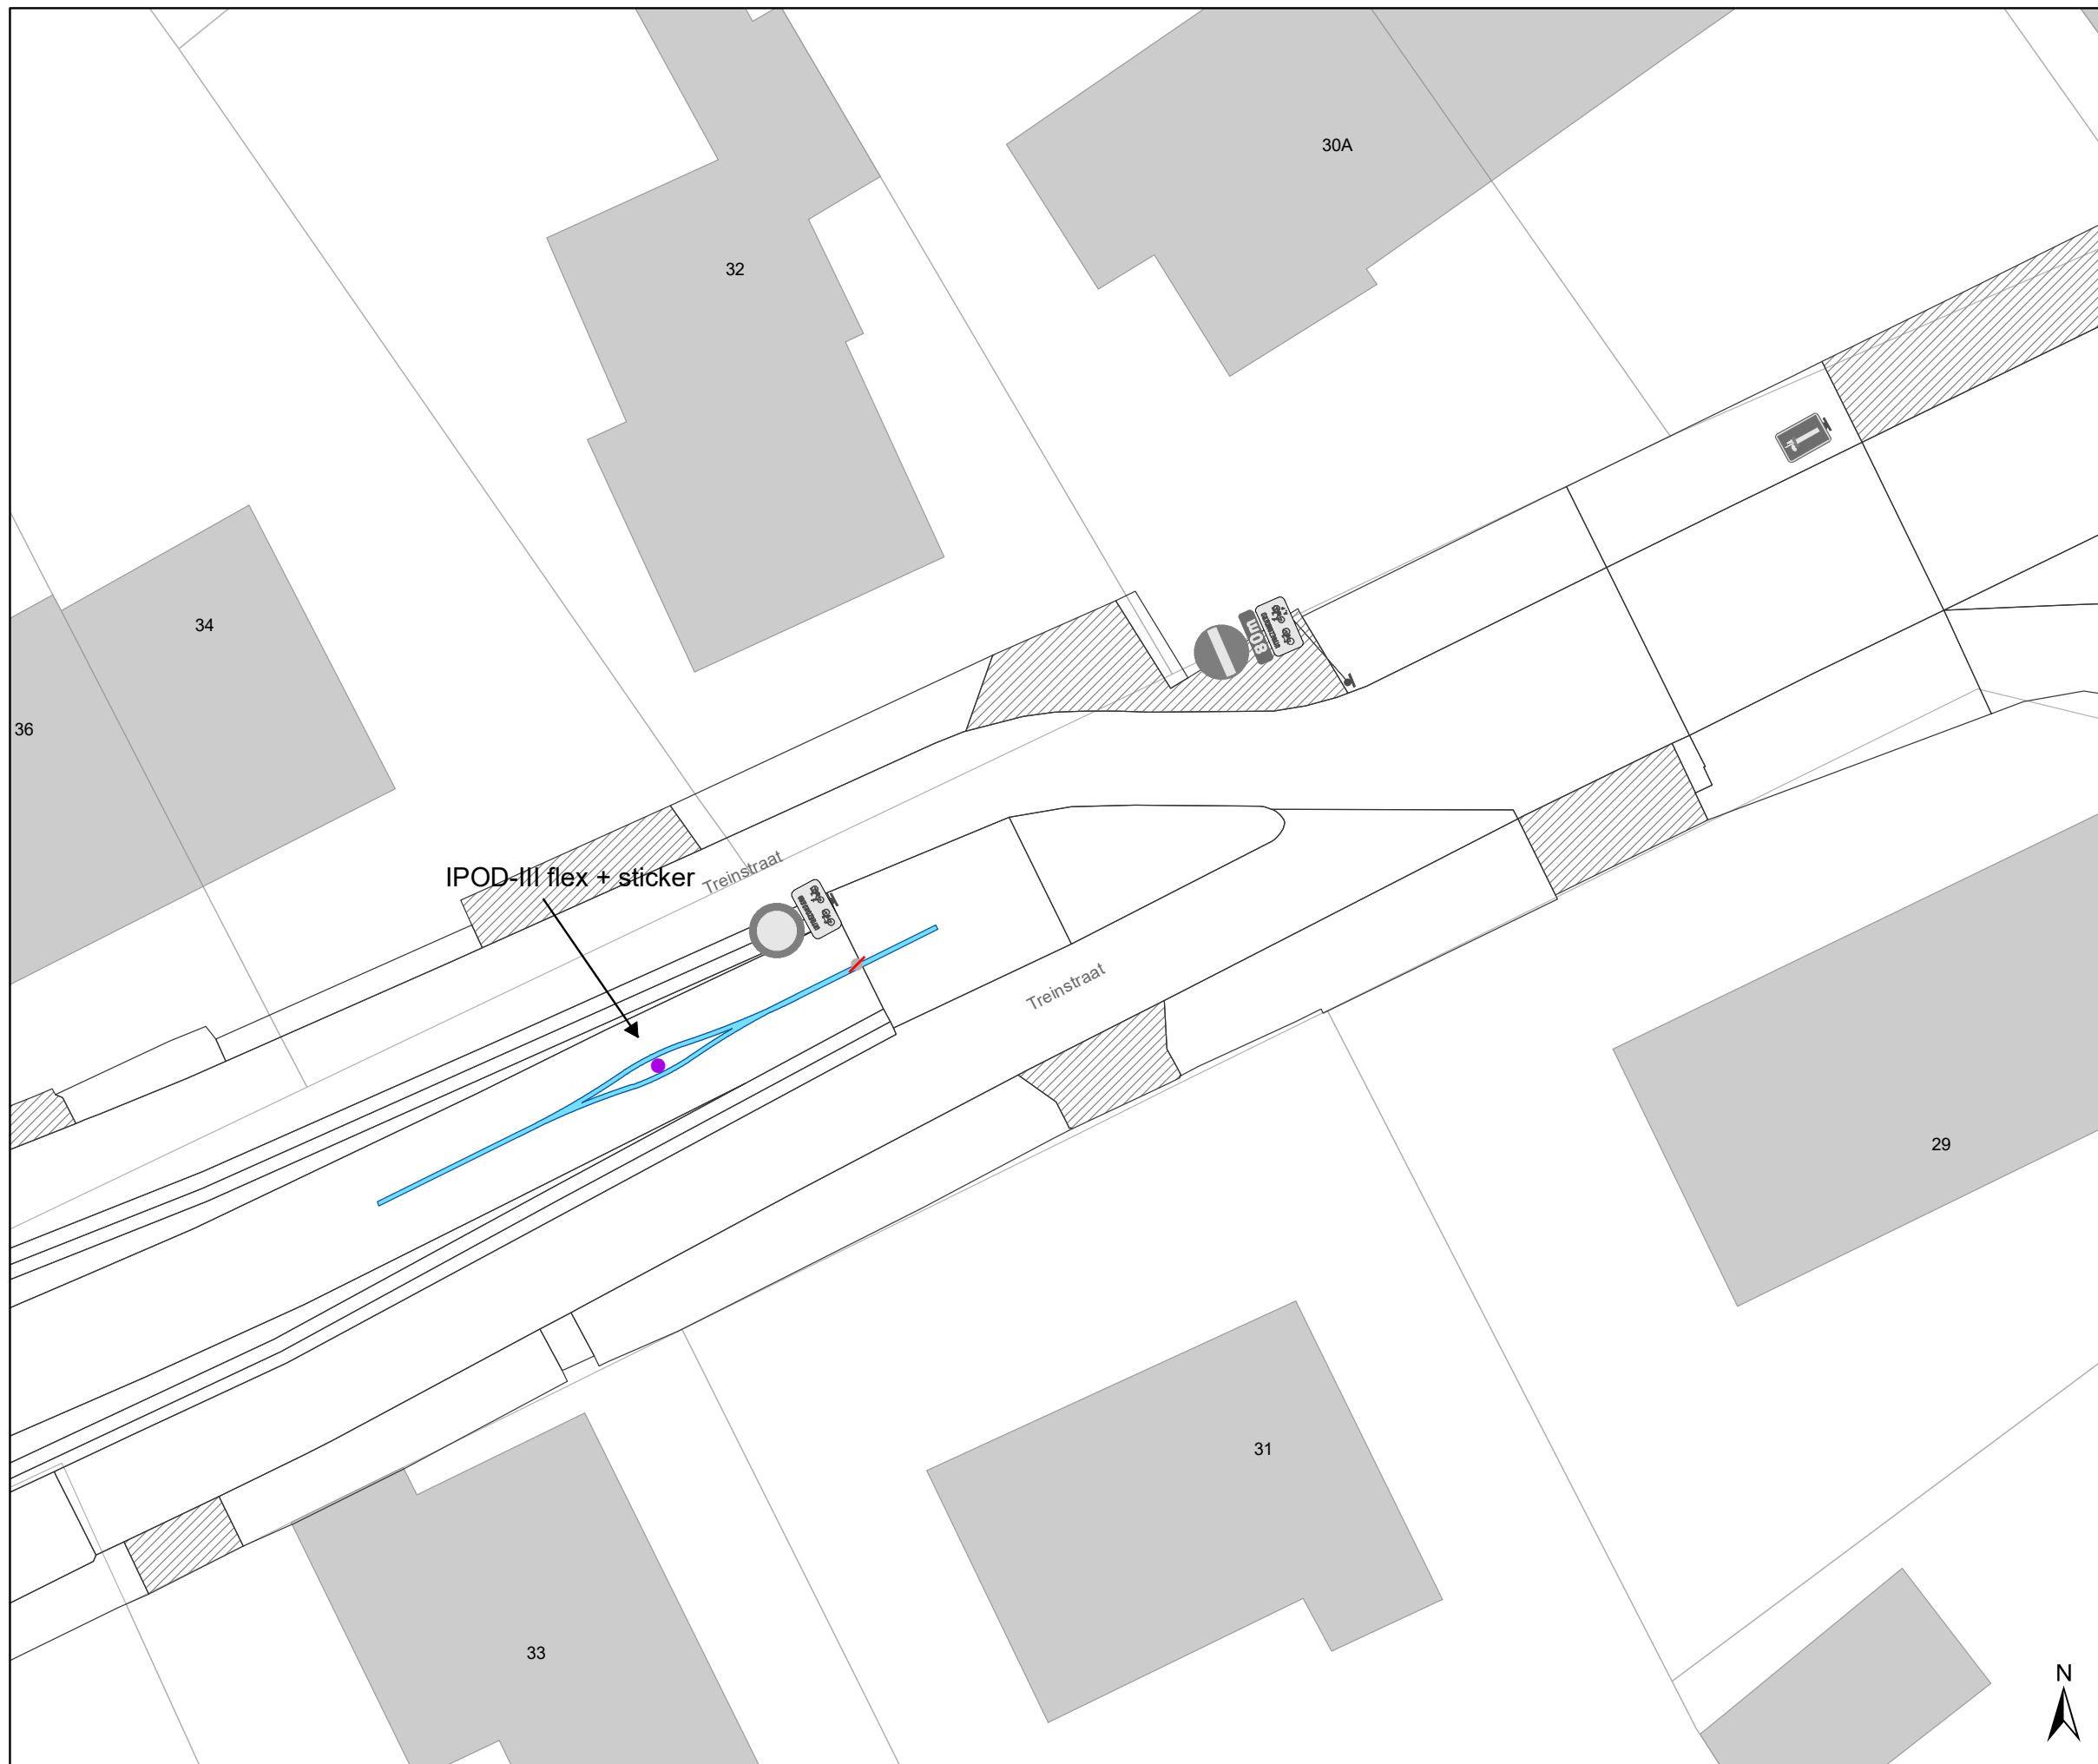 30A
32
34
80m
36
Treinstraat
IPOD-III flex + sticker
Treinstraat
29
31
33
N